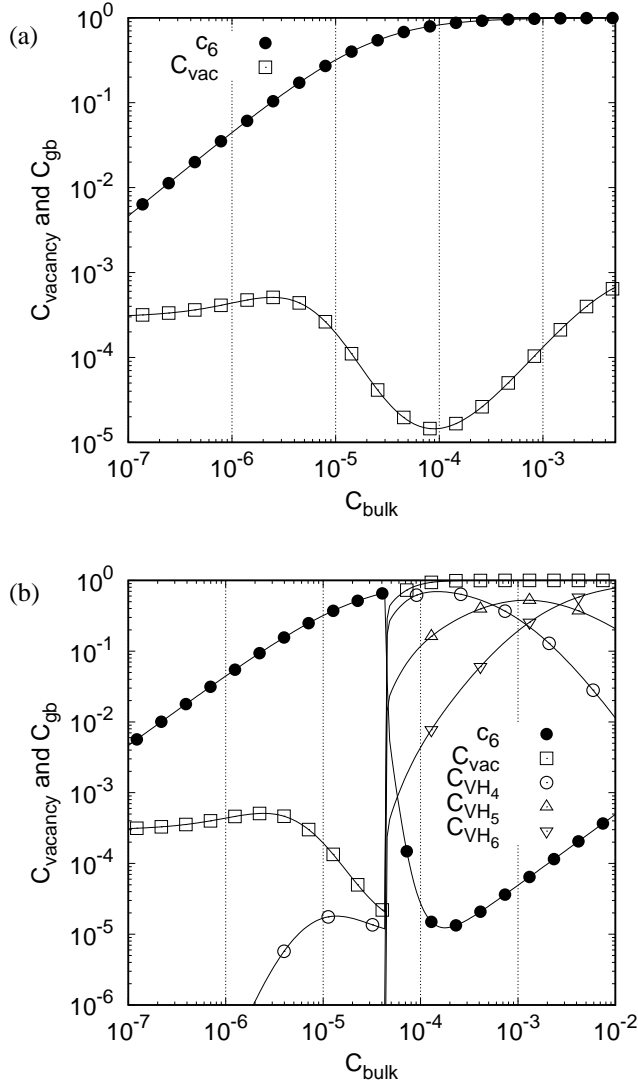 (a)
c6
Cvac
10^0
10^-1
10^-2
10^-3
10^-4
10^-5
Cvacancy and Cgb
10^-7 10^-6 10^-5 10^-4 10^-3
Cbulk
(b)
10^0
10^-1
10^-2
10^-3
10^-4
10^-5
10^-6
Cvacancy and Cgb
c6
Cvac
CVH4
CVH5
CVH6
10^-7 10^-6 10^-5 10^-4 10^-3 10^-2
Cbulk